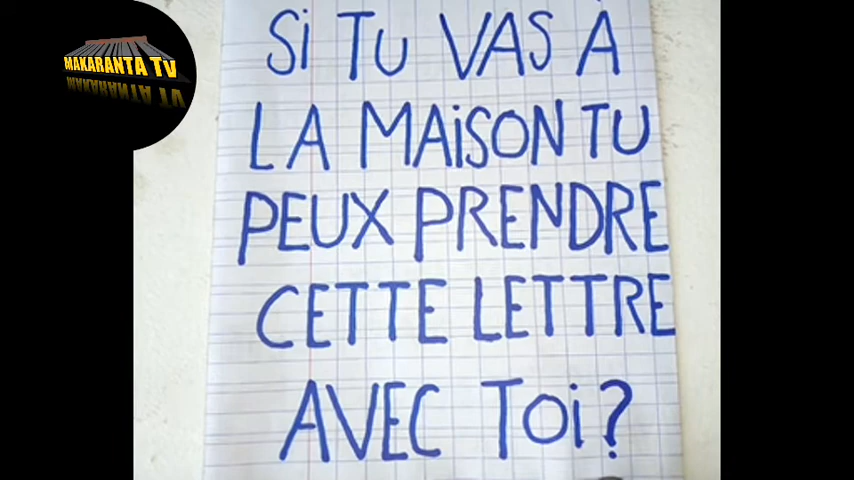 MAKARANTA TV
Si TU VAS À
LA MAiSON TU
PEUX PRENDRE
CETTE LETTRE
AVEC TOi?